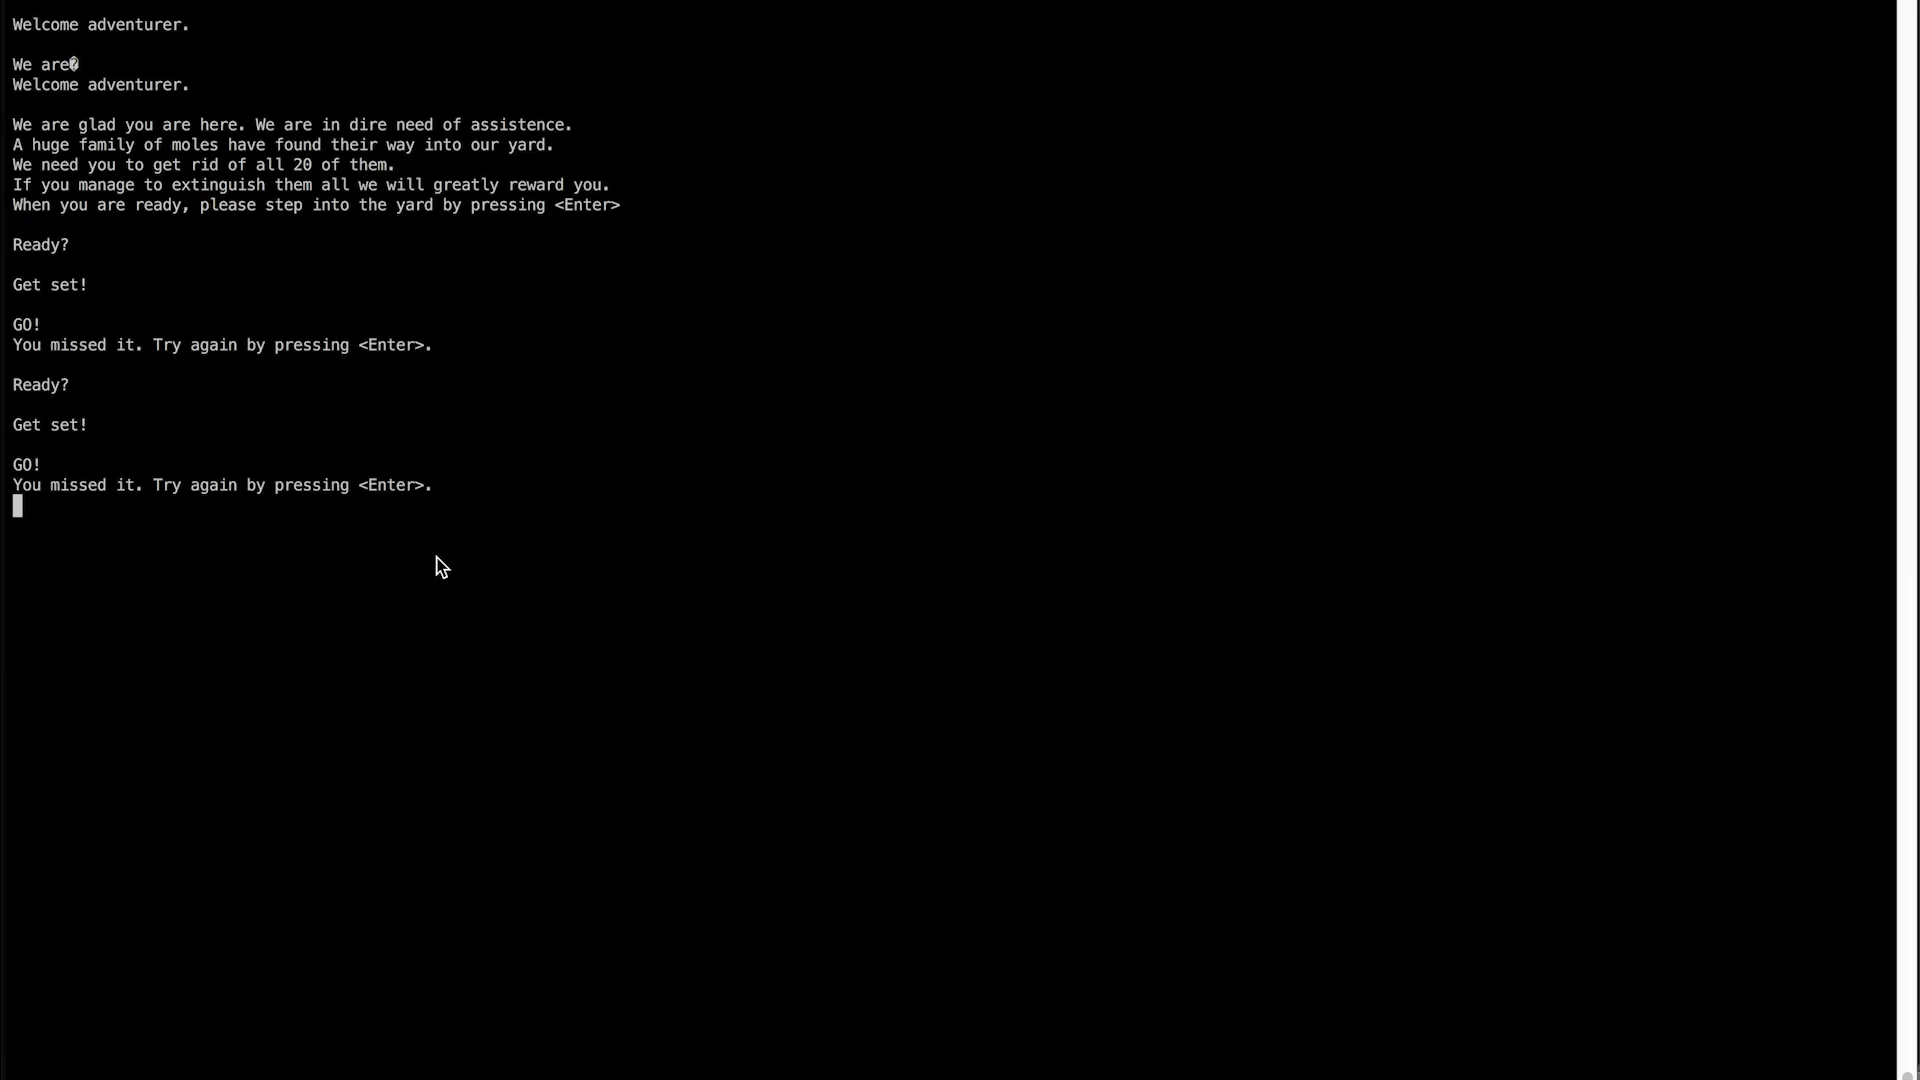 Welcome adventurer.
We are�
Welcome adventurer.
We are glad you are here. We are in dire need of assistence.
A huge family of moles have found their way into our yard.
We need you to get rid of all 20 of them.
If you manage to extinguish them all we will greatly reward you.
When you are ready, please step into the yard by pressing <Enter>
Ready?
Get set!
GO!
You missed it. Try again by pressing <Enter>.
Ready?
Get set!
GO!
You missed it. Try again by pressing <Enter>.